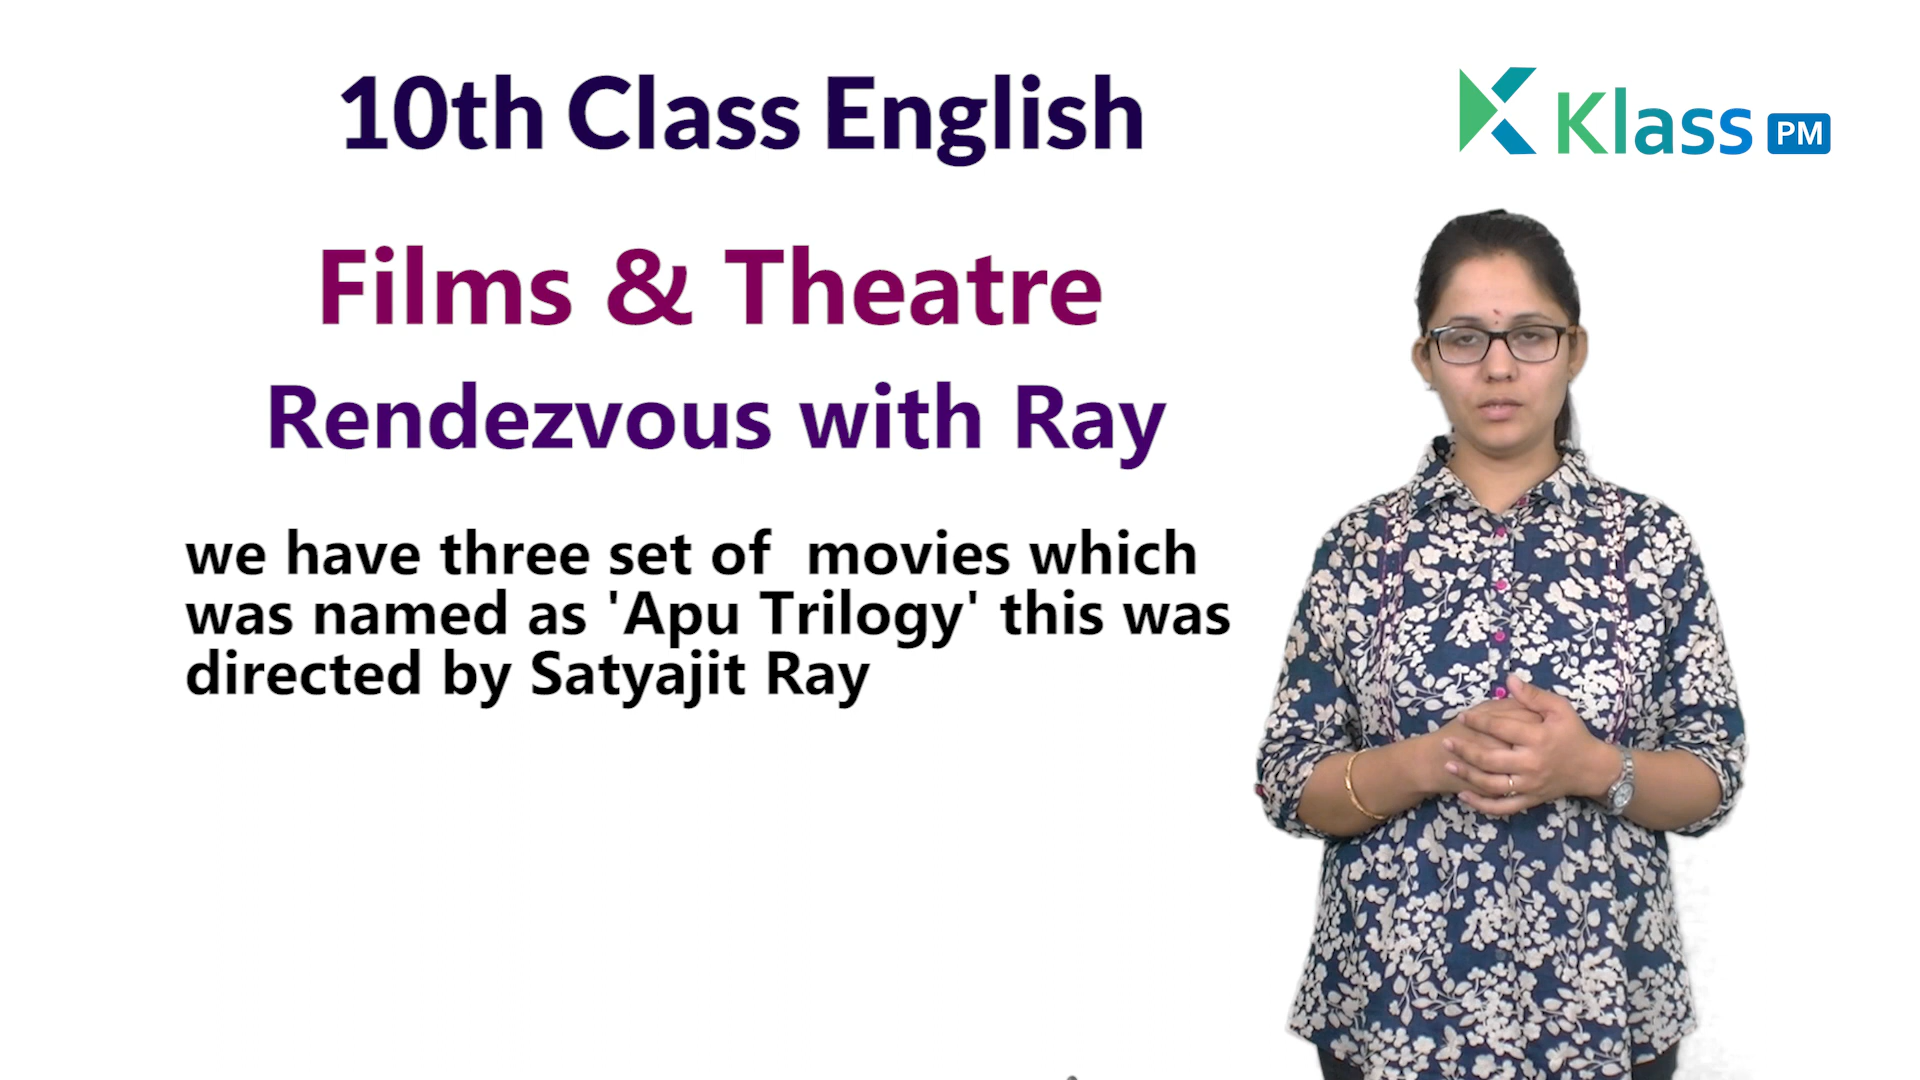 10th Class English
Klass PM
Films & Theatre
Rendezvous with Ray
we have three set of  movies which
was named as 'Apu Trilogy' this was
directed by Satyajit Ray